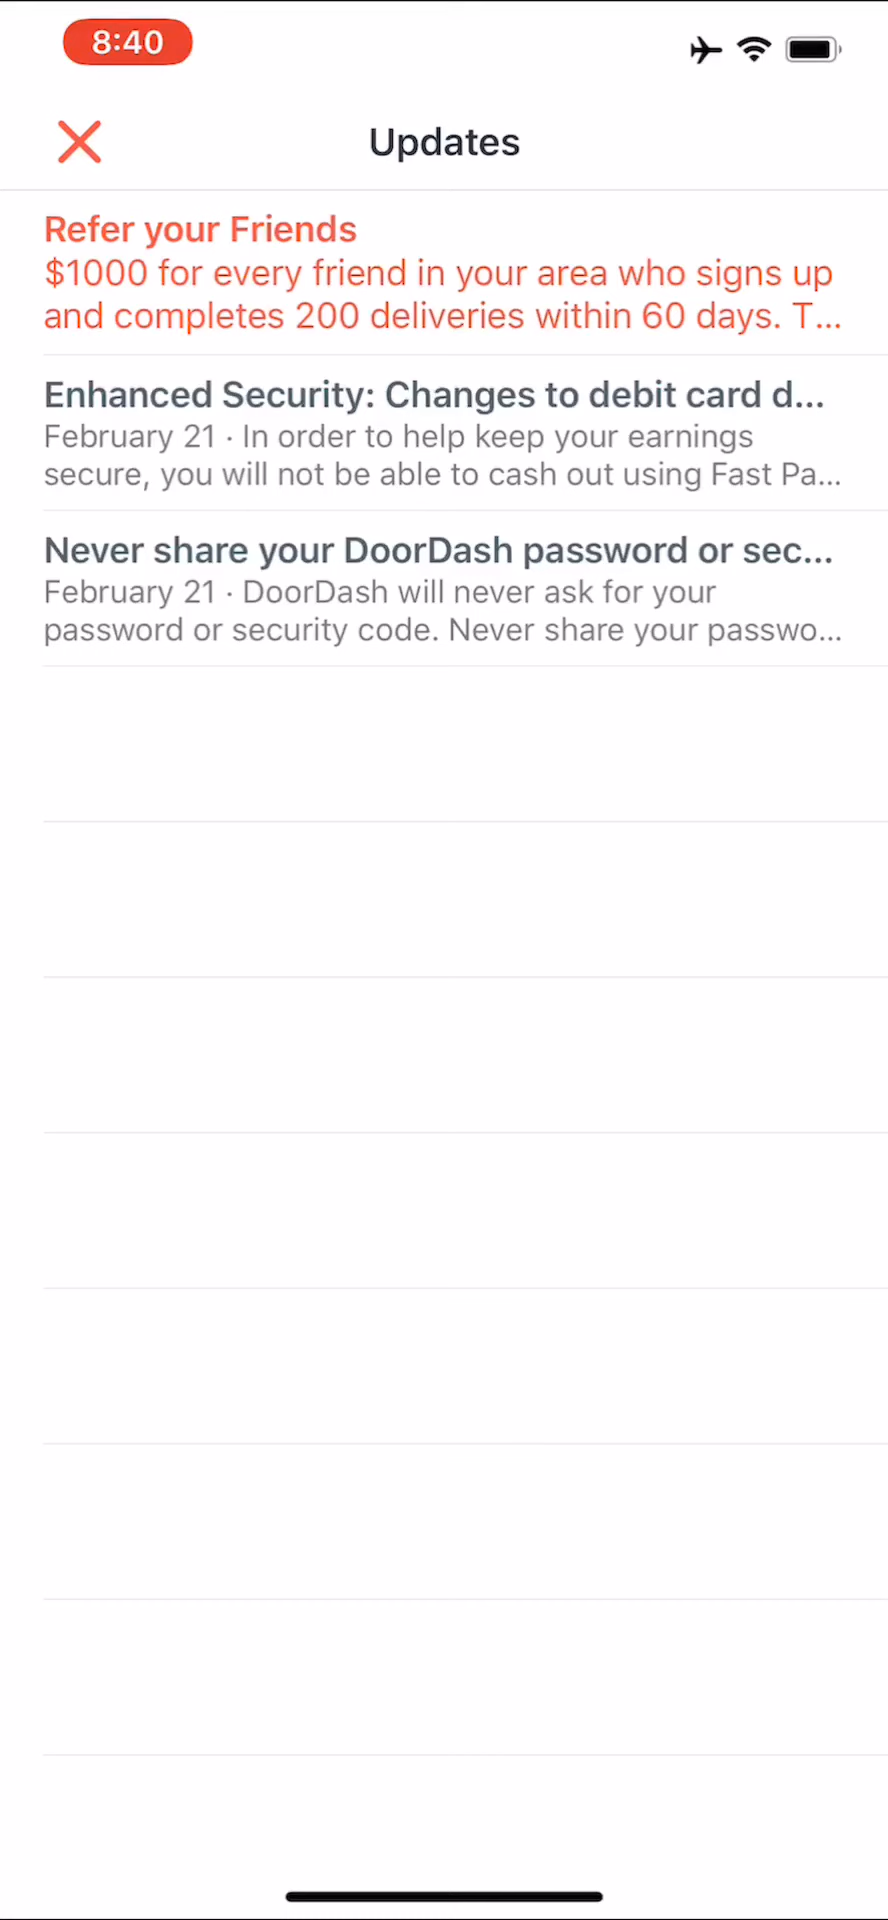 8:40
Updates
Refer your Friends
$1000 for every friend in your area who signs up
and completes 200 deliveries within 60 days. T...
Enhanced Security: Changes to debit card d...
February 21 · In order to help keep your earnings
secure, you will not be able to cash out using Fast Pa...
Never share your DoorDash password or sec...
February 21 · DoorDash will never ask for your
password or security code. Never share your passwo...